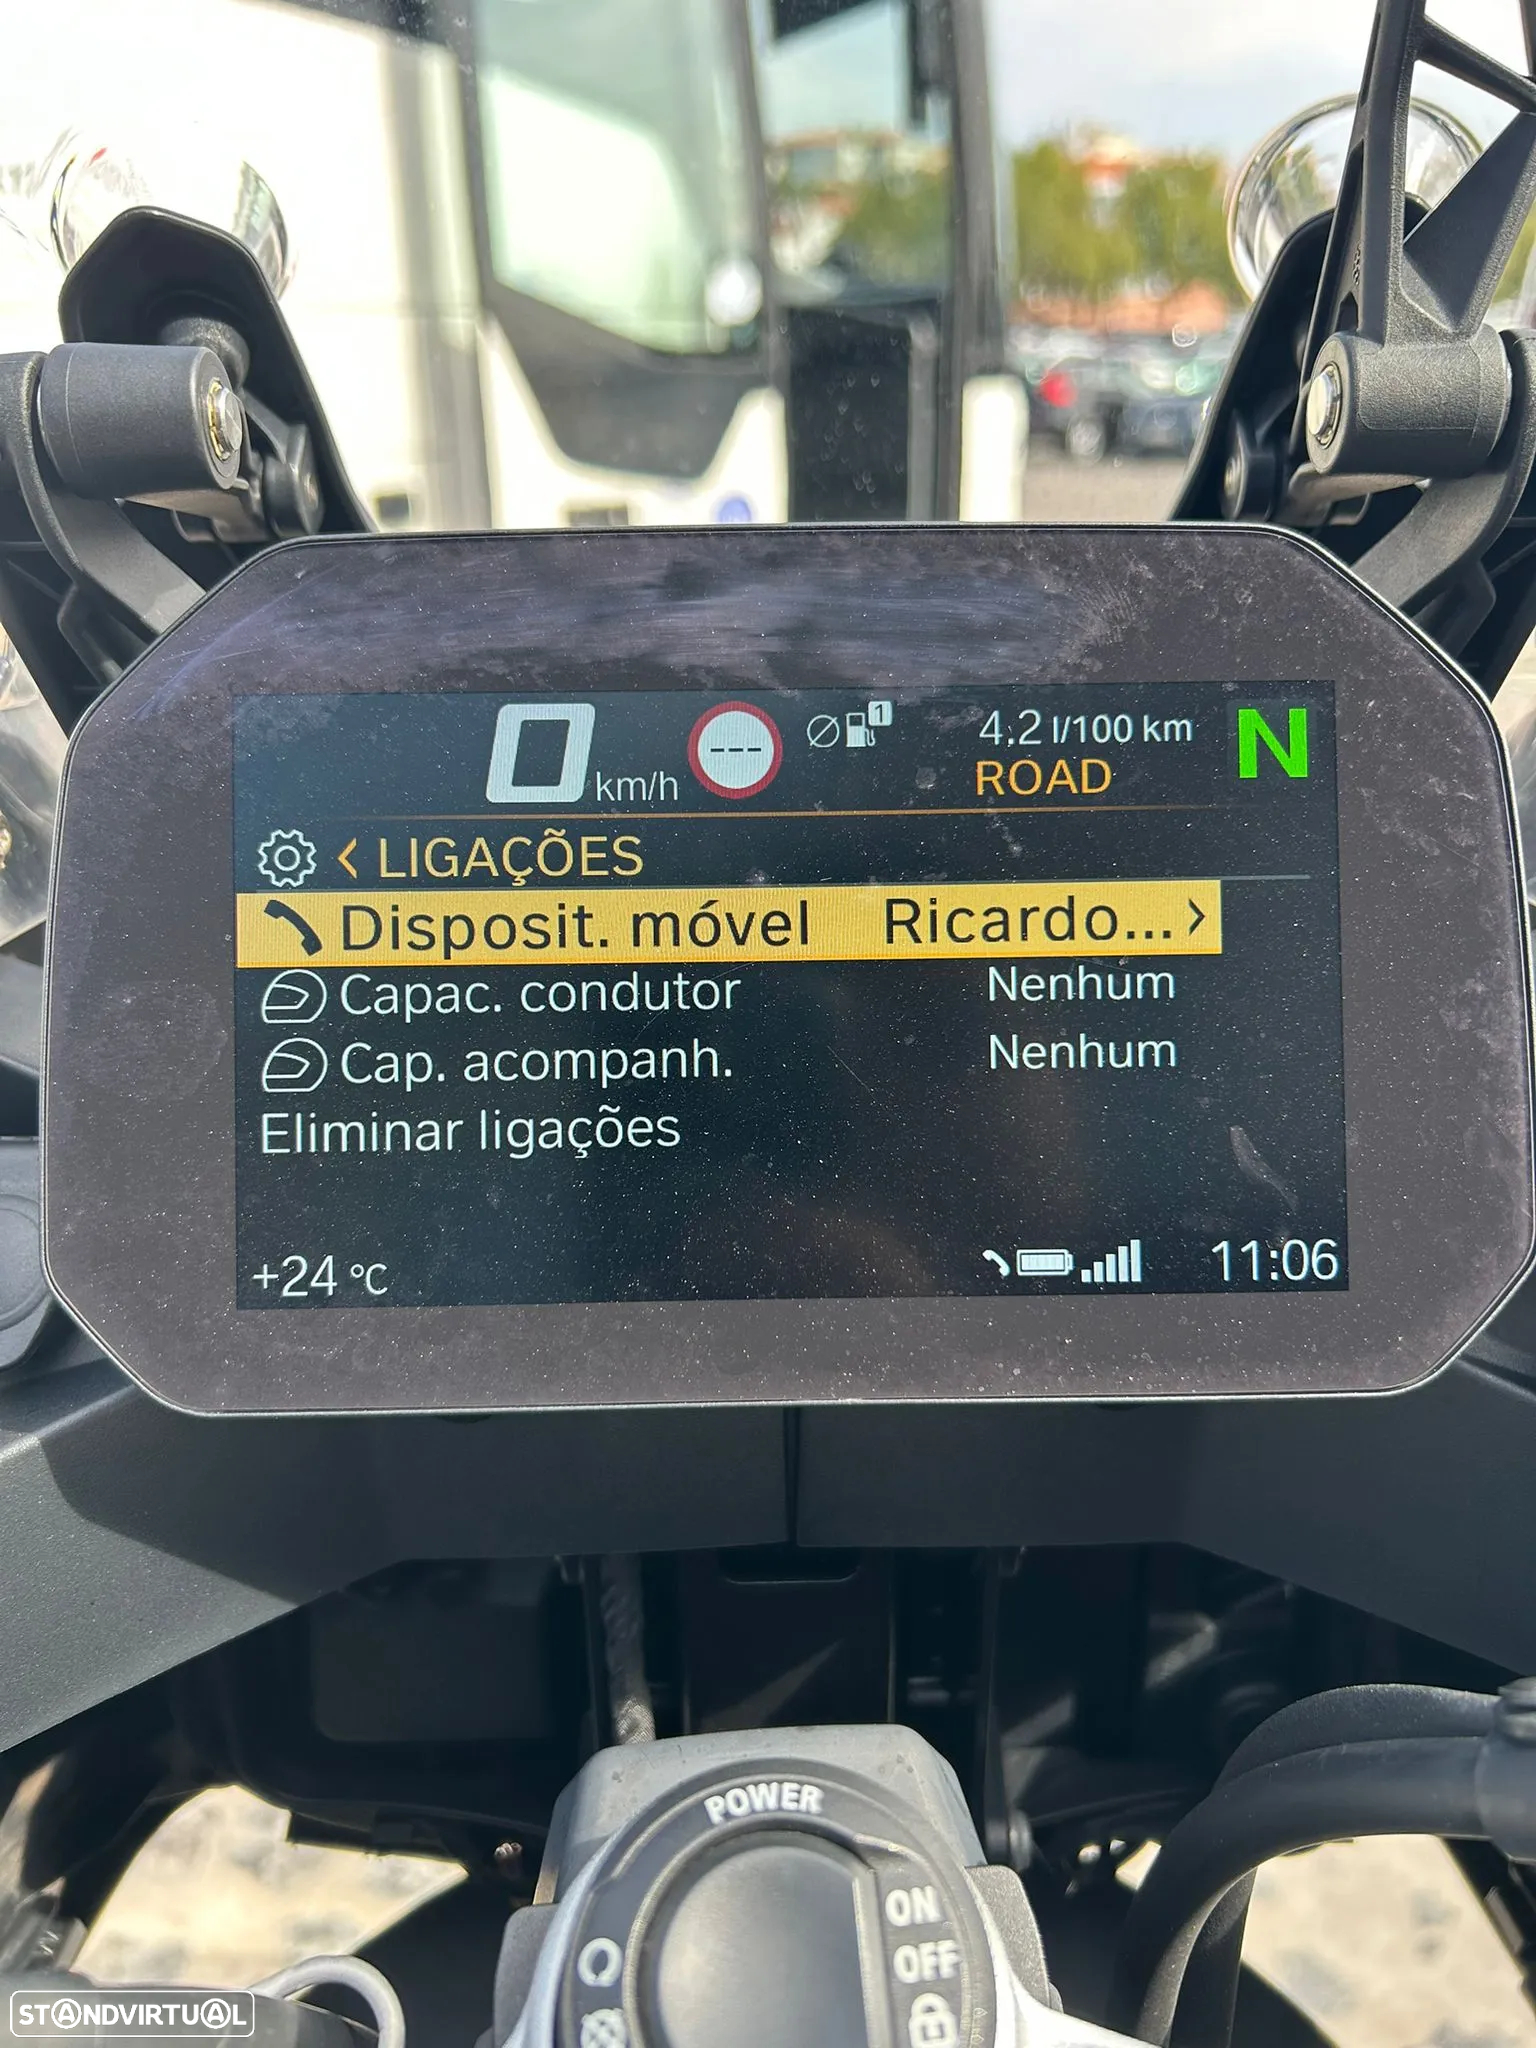 0 km/h --- 1 4.2 l/100 km N
ROAD
LIGAÇÕES
Disposit. móvel Ricardo...
Capac. condutor Nenhum
Cap. acompanh. Nenhum
Eliminar ligações
+24 °C 11:06
POWER
ON
OFF
STANDVIRTUAL